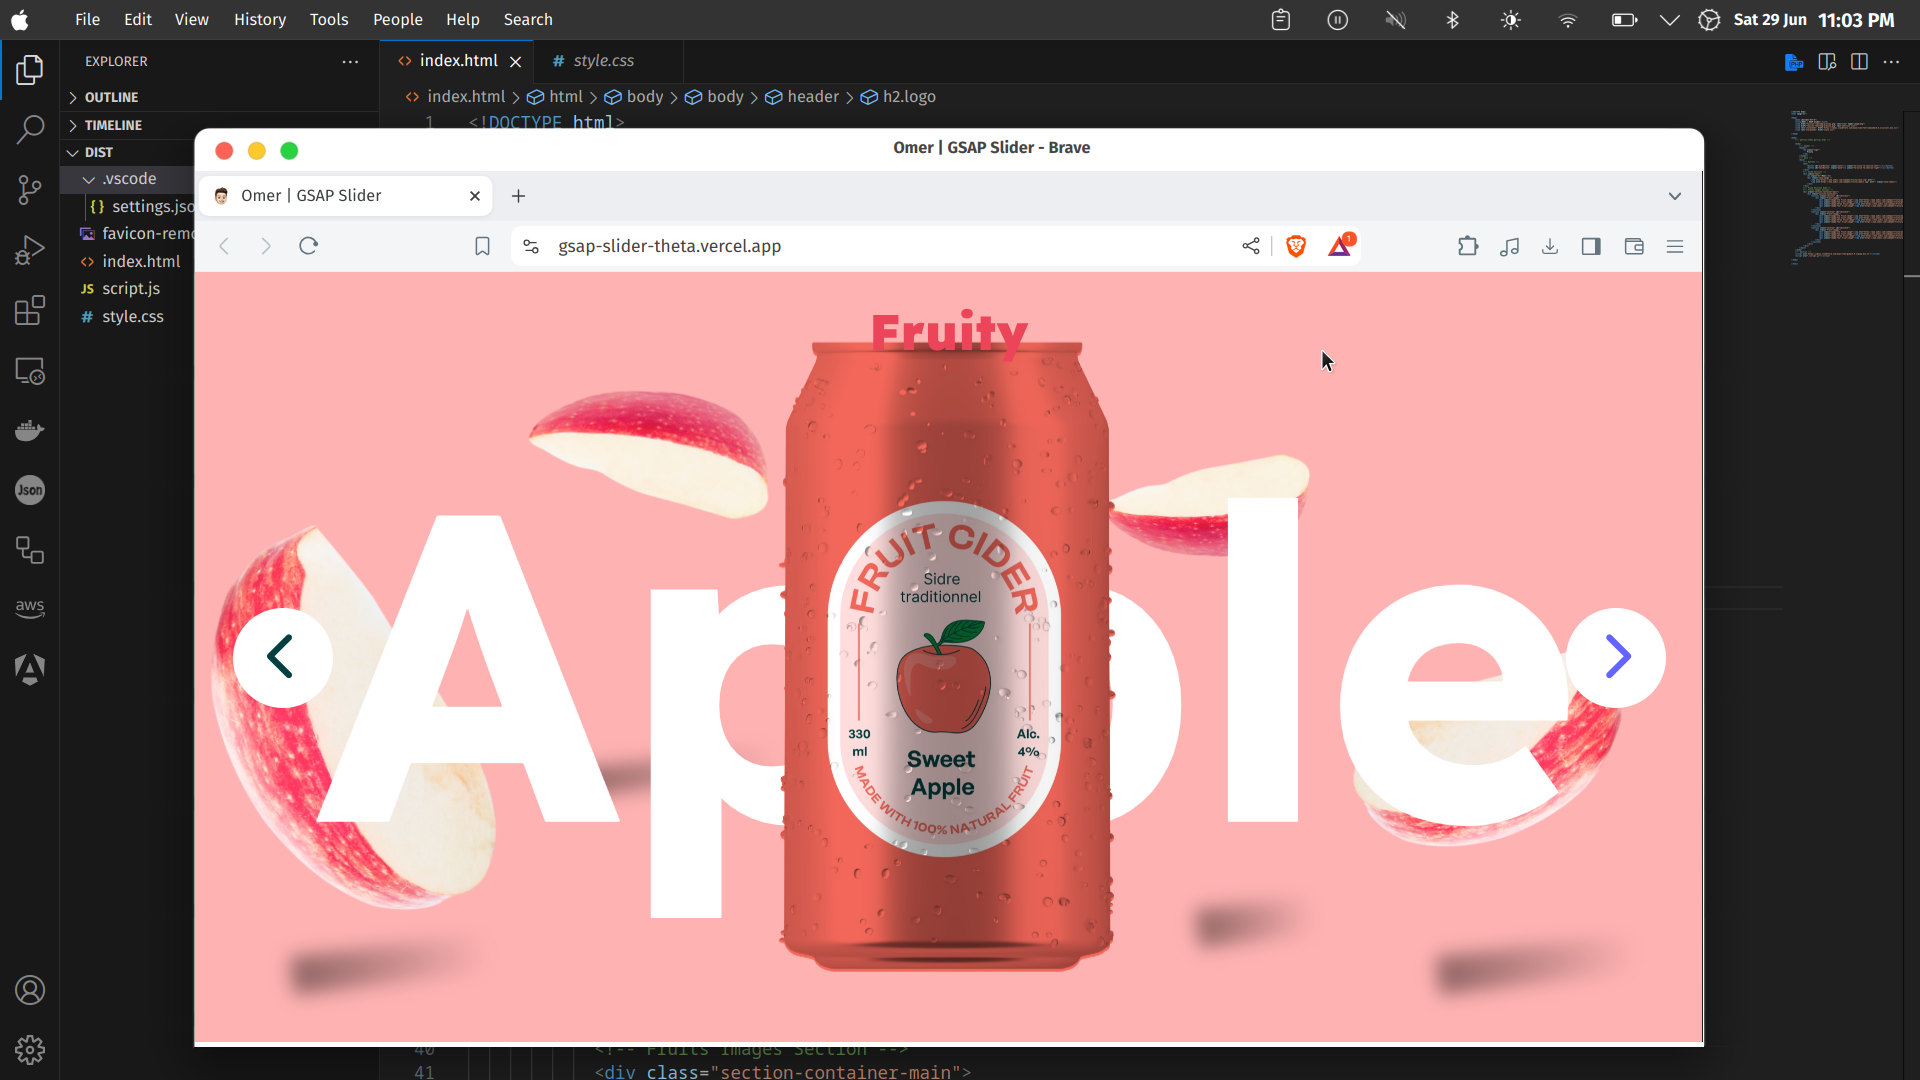 File Edit View History Tools People Help Search
Sat 29 Jun 11:03 PM
EXPLORER
index.html
# style.css
OUTLINE
index.html > html > body > body > header > h2.logo
TIMELINE
1 <!DOCTYPE html>
DIST
.vscode
{} settings.jso
favicon-rem
<> index.html
JS script.js
# style.css
Json
aws
Omer | GSAP Slider - Brave
Omer | GSAP Slider
gsap-slider-theta.vercel.app
1
Fruity
Apple
FRUIT CIDER
Sidre
traditionnel
330
ml
Alc.
4%
Sweet
Apple
MADE WITH 100% NATURAL FRUIT
40 <!-- Fruits Images Section -->
41 <div class="section-container-main">